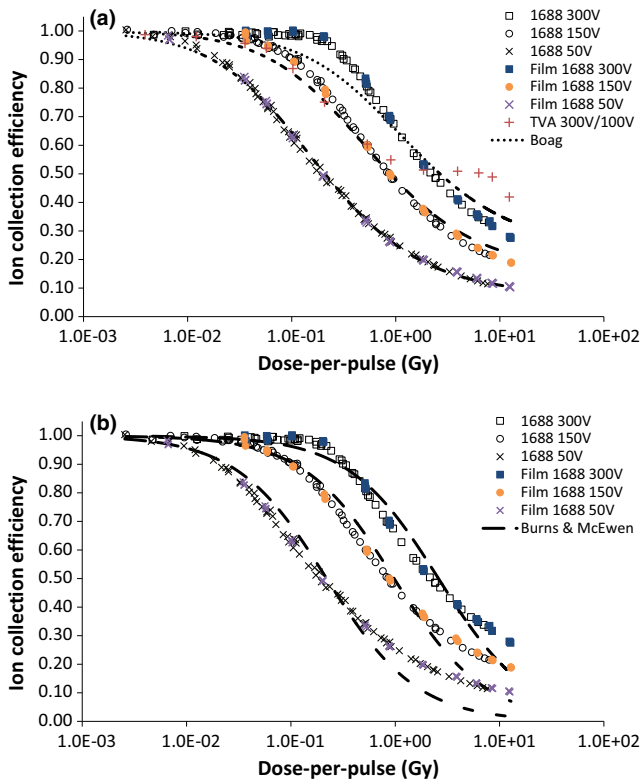 (a)
1.00
0.90
0.80
0.70
0.60
0.50
0.40
0.30
0.20
0.10
0.00
Ion collection efficiency
1.0E-03
1.0E-02
1.0E-01
1.0E+00
1.0E+01
1.0E+02
Dose-per-pulse (Gy)
1688 300V
1688 150V
1688 50V
Film 1688 300V
Film 1688 150V
Film 1688 50V
TVA 300V/100V
Boag
(b)
1.00
0.90
0.80
0.70
0.60
0.50
0.40
0.30
0.20
0.10
0.00
Ion collection efficiency
1.0E-03
1.0E-02
1.0E-01
1.0E+00
1.0E+01
1.0E+02
Dose-per-pulse (Gy)
1688 300V
1688 150V
1688 50V
Film 1688 300V
Film 1688 150V
Film 1688 50V
Burns & McEwen